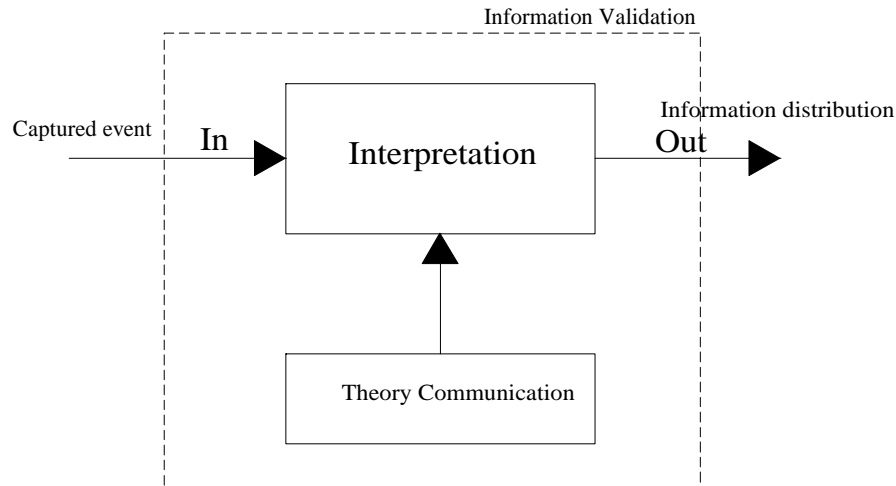 Information Validation
Captured event
In
Interpretation
Information distribution
Out
Theory Communication